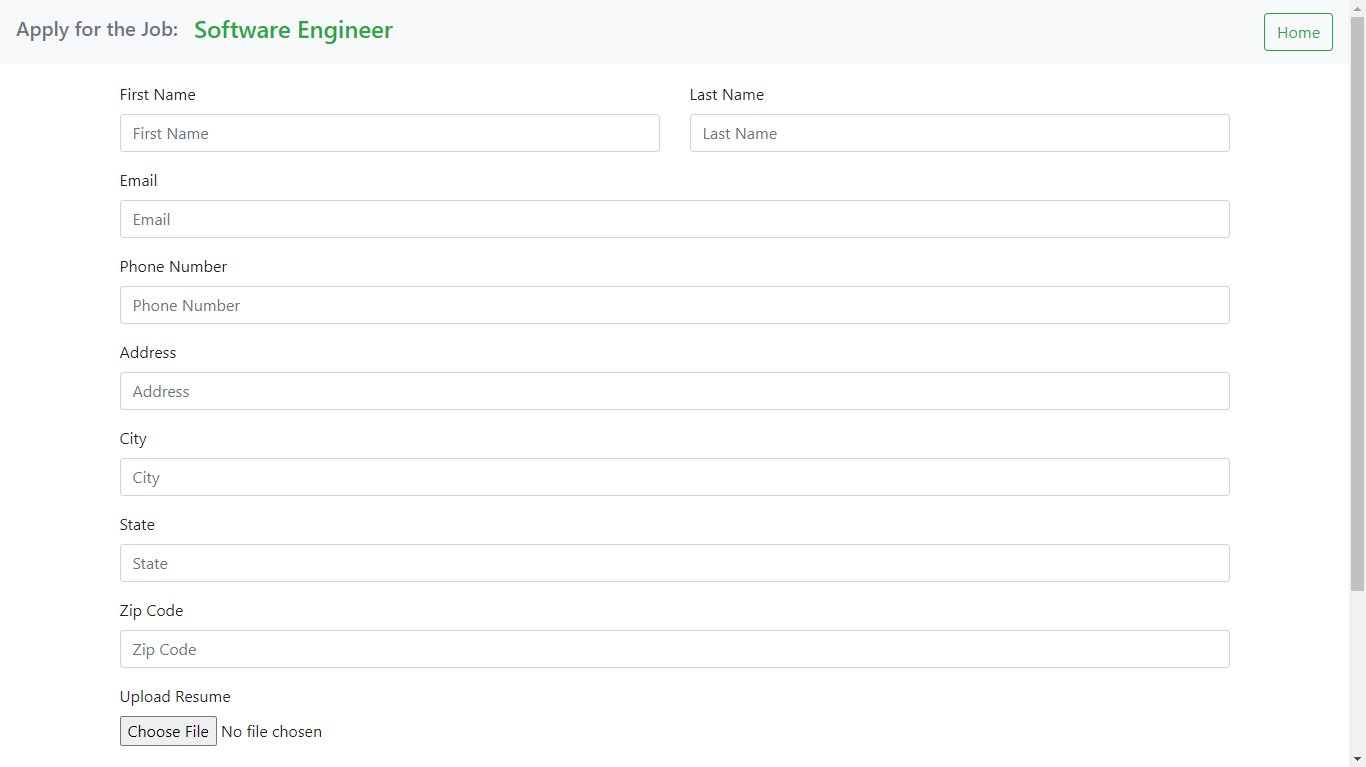 Apply for the Job: Software Engineer Home
First Name Last Name
First Name Last Name
Email
Email
Phone Number
Phone Number
Address
Address
City
City
State
State
Zip Code
Zip Code
Upload Resume
Choose File No file chosen